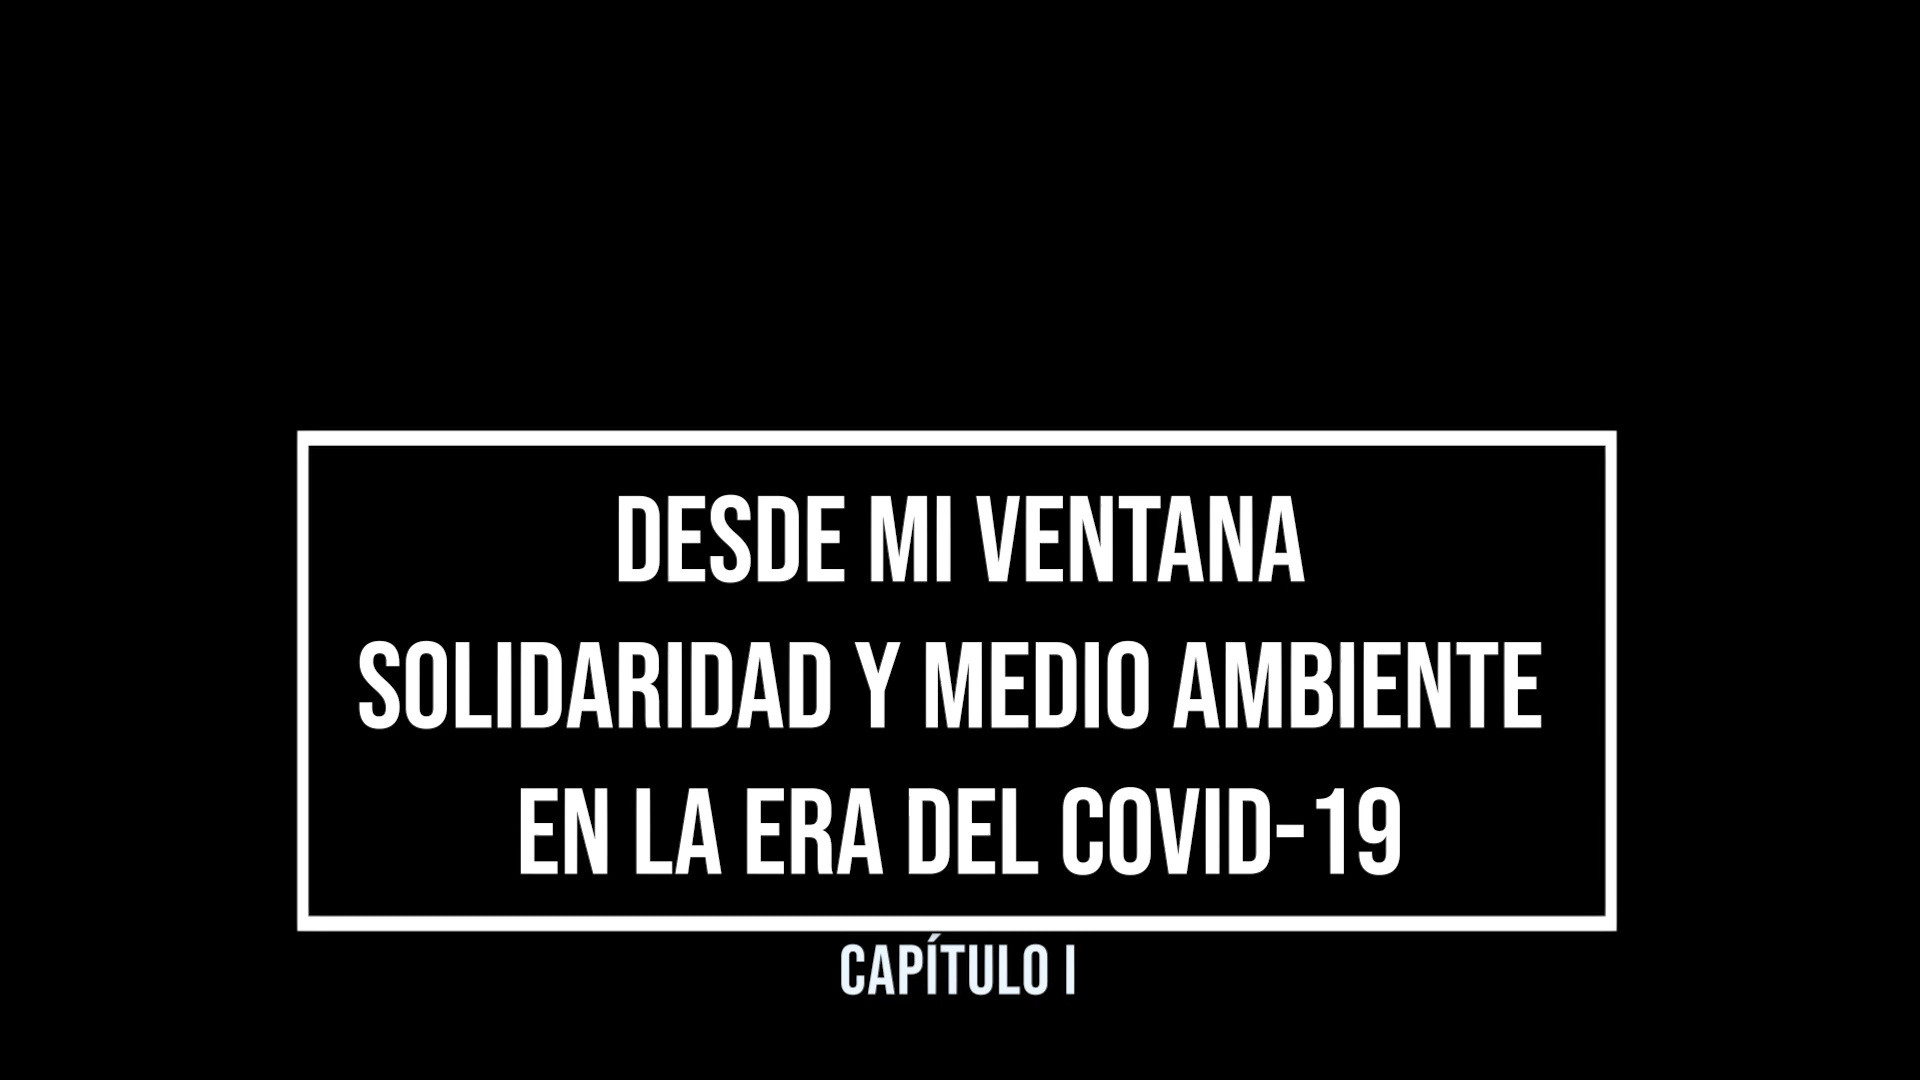 DESDE MI VENTANA
SOLIDARIDAD Y MEDIO AMBIENTE
EN LA ERA DEL COVID-19
CAPÍTULO I